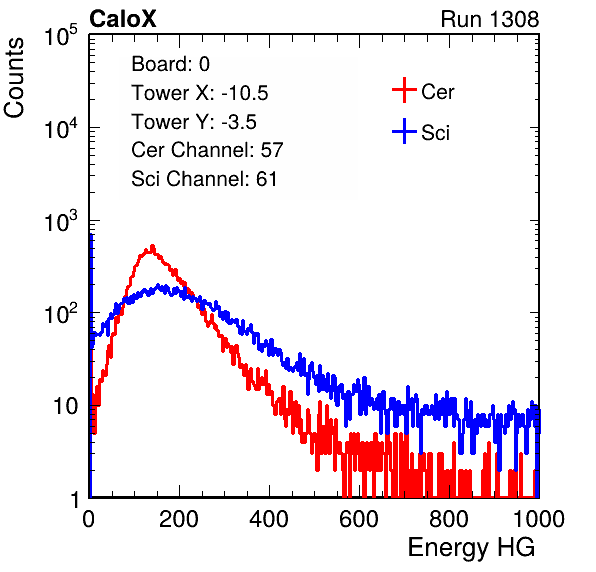 CaloX Run 1308
Counts
Board: 0
Tower X: -10.5
Tower Y: -3.5
Cer Channel: 57
Sci Channel: 61
Cer
Sci
10^5
10^4
10^3
10^2
10
1
0 200 400 600 800 1000
Energy HG